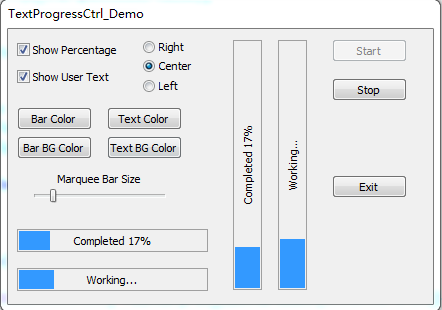 TextProgressCtrl_Demo
Show Percentage
Show User Text
Right
Center
Left
Bar Color
Text Color
Bar BG Color
Text BG Color
Marquee Bar Size
Completed 17%
Working...
Completed 17%
Working...
Start
Stop
Exit